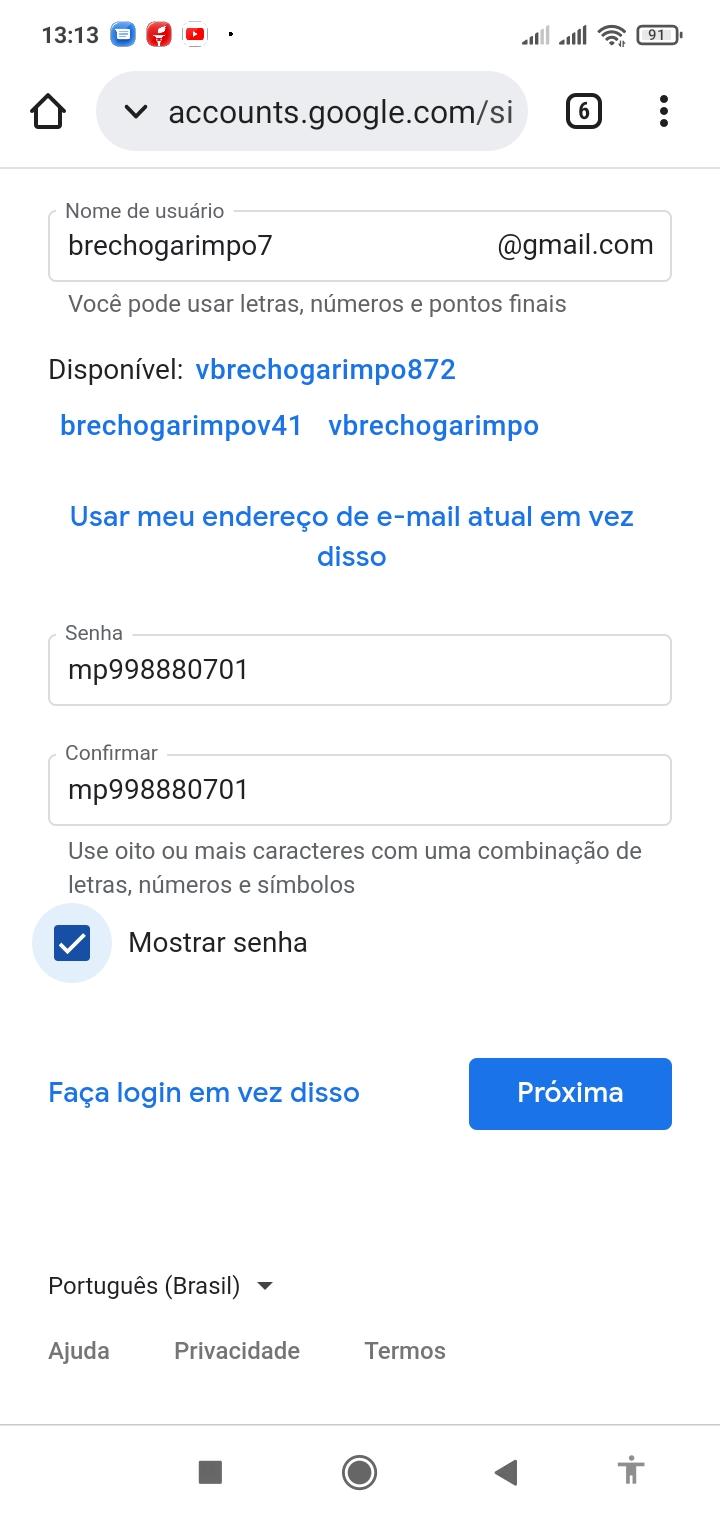 13:13
91
accounts.google.com/si
6
Nome de usuário
brechogarimpo7 @gmail.com
Você pode usar letras, números e pontos finais
Disponível: vbrechogarimpo872
brechogarimpov41 vbrechogarimpo
Usar meu endereço de e-mail atual em vez
disso
Senha
mp998880701
Confirmar
mp998880701
Use oito ou mais caracteres com uma combinação de
letras, números e símbolos
Mostrar senha
Faça login em vez disso
Próxima
Português (Brasil)
Ajuda Privacidade Termos